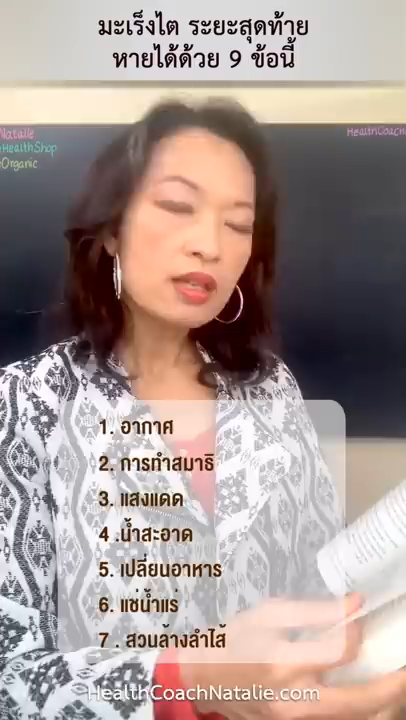 มะเร็งไต ระยะสุดท้าย
หายได้ด้วย 9 ข้อนี้
Natalie
HealthShop
Organic
HealthCoach
1. อากาศ
2. การทำสมาธิ
3. แสงแดด
4 .น้ำสะอาด
5. เปลี่ยนอาหาร
6. แช่น้ำแร่
7 . สวนล้างลำไส้
HealthCoachNatalie.com